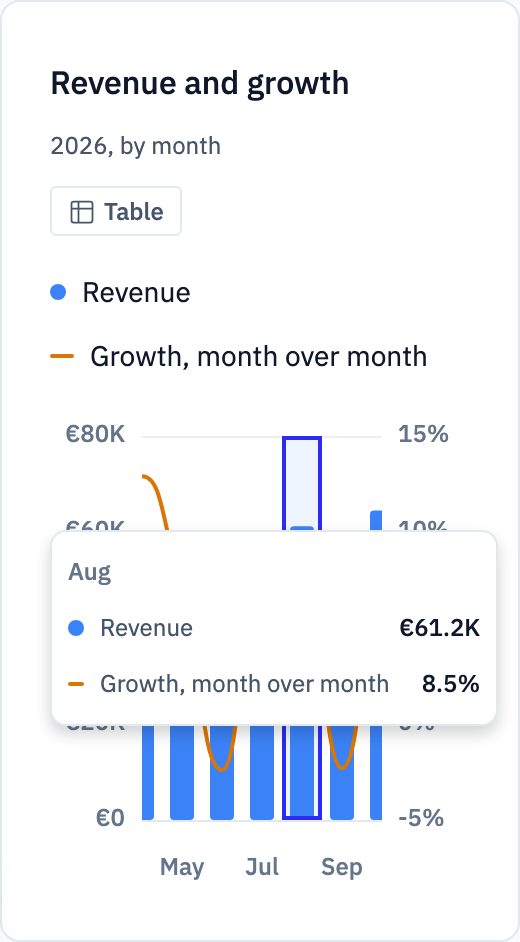 Revenue and growth
2026, by month
Table
Revenue
Growth, month over month
€80K 15%
Aug
Revenue €61.2K
Growth, month over month 8.5%
€0 -5%
May Jul Sep